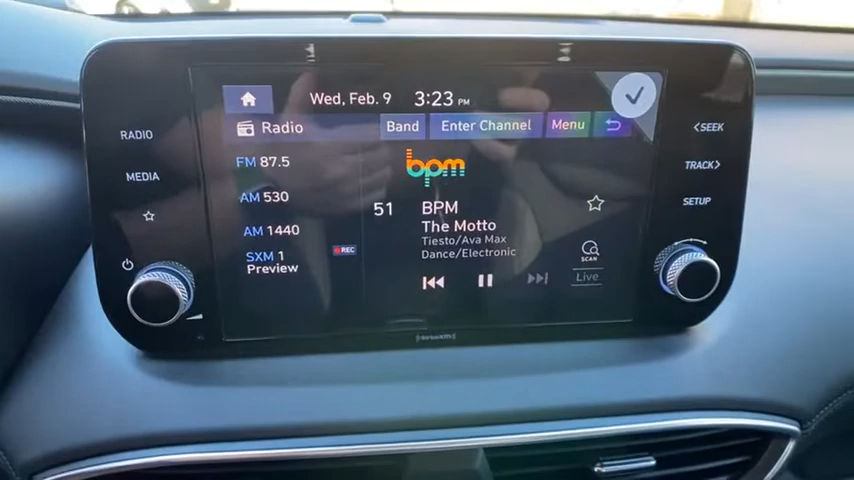 Wed, Feb. 9 3:23 PM
Radio Band Enter Channel Menu
RADIO
MEDIA
FM 87.5
AM 530
AM 1440
SXM 1
Preview
REC
bpm
51 BPM
The Motto
Tiesto/Ava Max
Dance/Electronic
SCAN
Live
SEEK
TRACK
SETUP
SiriusXM